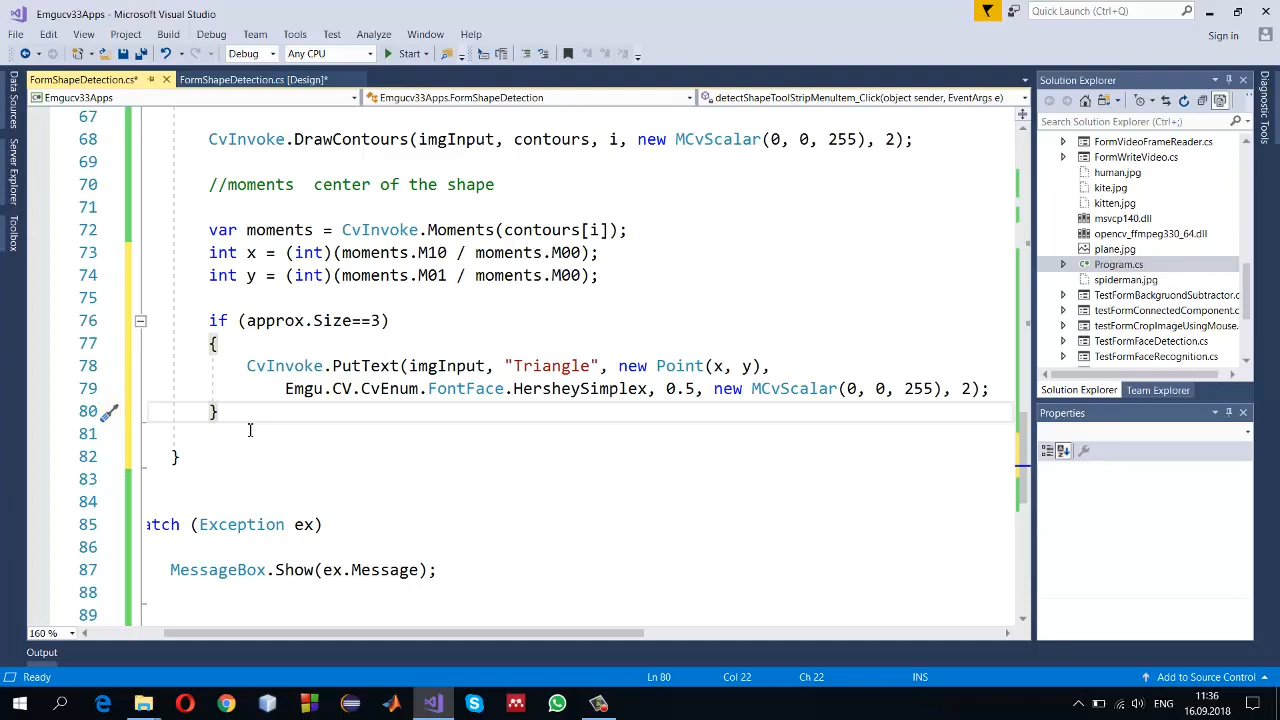 Emgucv33Apps - Microsoft Visual Studio
Quick Launch (Ctrl+;)
File Edit View Project Build Debug Team Tools Test Analyze Window Help
Sign in
Debug Any CPU Start
FormShapeDetection.cs* FormShapeDetection.cs [Design]*
Solution Explorer
Emgucv33Apps Emgucv33Apps.FormShapeDetection detectShapeToolStripMenuItem_Click(object sender, EventArgs e)
Data Sources
Server Explorer
Toolbox
Diagnostic Tools
Search Solution Explorer (Ctrl+;)
FormVideoFrameReader.cs
FormWriteVideo.cs
human.jpg
kite.jpg
kitten.jpg
msvcp140.dll
opencv_ffmpeg330_64.dll
plane.jpg
Program.cs
spiderman.jpg
TestFormBackgruondSubtractor.c
testFormConnectedComponent.c
testFormCropImageUsingMouse.
TestFormFaceDetection.cs
TestFormFaceRecognition.cs
Solution Explorer Team Explorer
Properties
67
68 CvInvoke.DrawContours(imgInput, contours, i, new MCvScalar(0, 0, 255), 2);
69
70 //moments  center of the shape
71
72 var moments = CvInvoke.Moments(contours[i]);
73 int x = (int)(moments.M10 / moments.M00);
74 int y = (int)(moments.M01 / moments.M00);
75
76 if (approx.Size==3)
77 {
78 CvInvoke.PutText(imgInput, "Triangle", new Point(x, y),
79 Emgu.CV.CvEnum.FontFace.HersheySimplex, 0.5, new MCvScalar(0, 0, 255), 2);
80 }
81
82 }
83
84
85 atch (Exception ex)
86
87 MessageBox.Show(ex.Message);
88
89
160 %
Output
Ready Ln 80 Col 22 Ch 22 INS Add to Source Control
ENG 11:36
16.09.2018